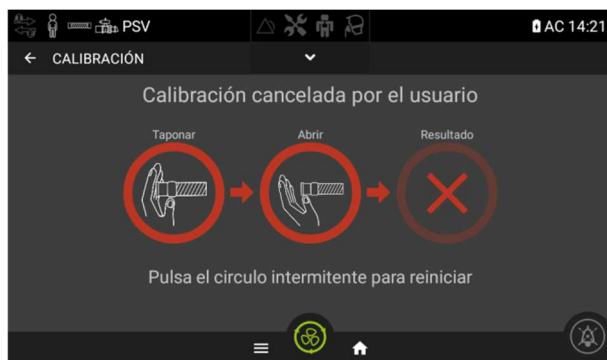 PSV
AC 14:21
CALIBRACIÓN
Calibración cancelada por el usuario
Taponar
Abrir
Resultado
Pulsa el circulo intermitente para reiniciar